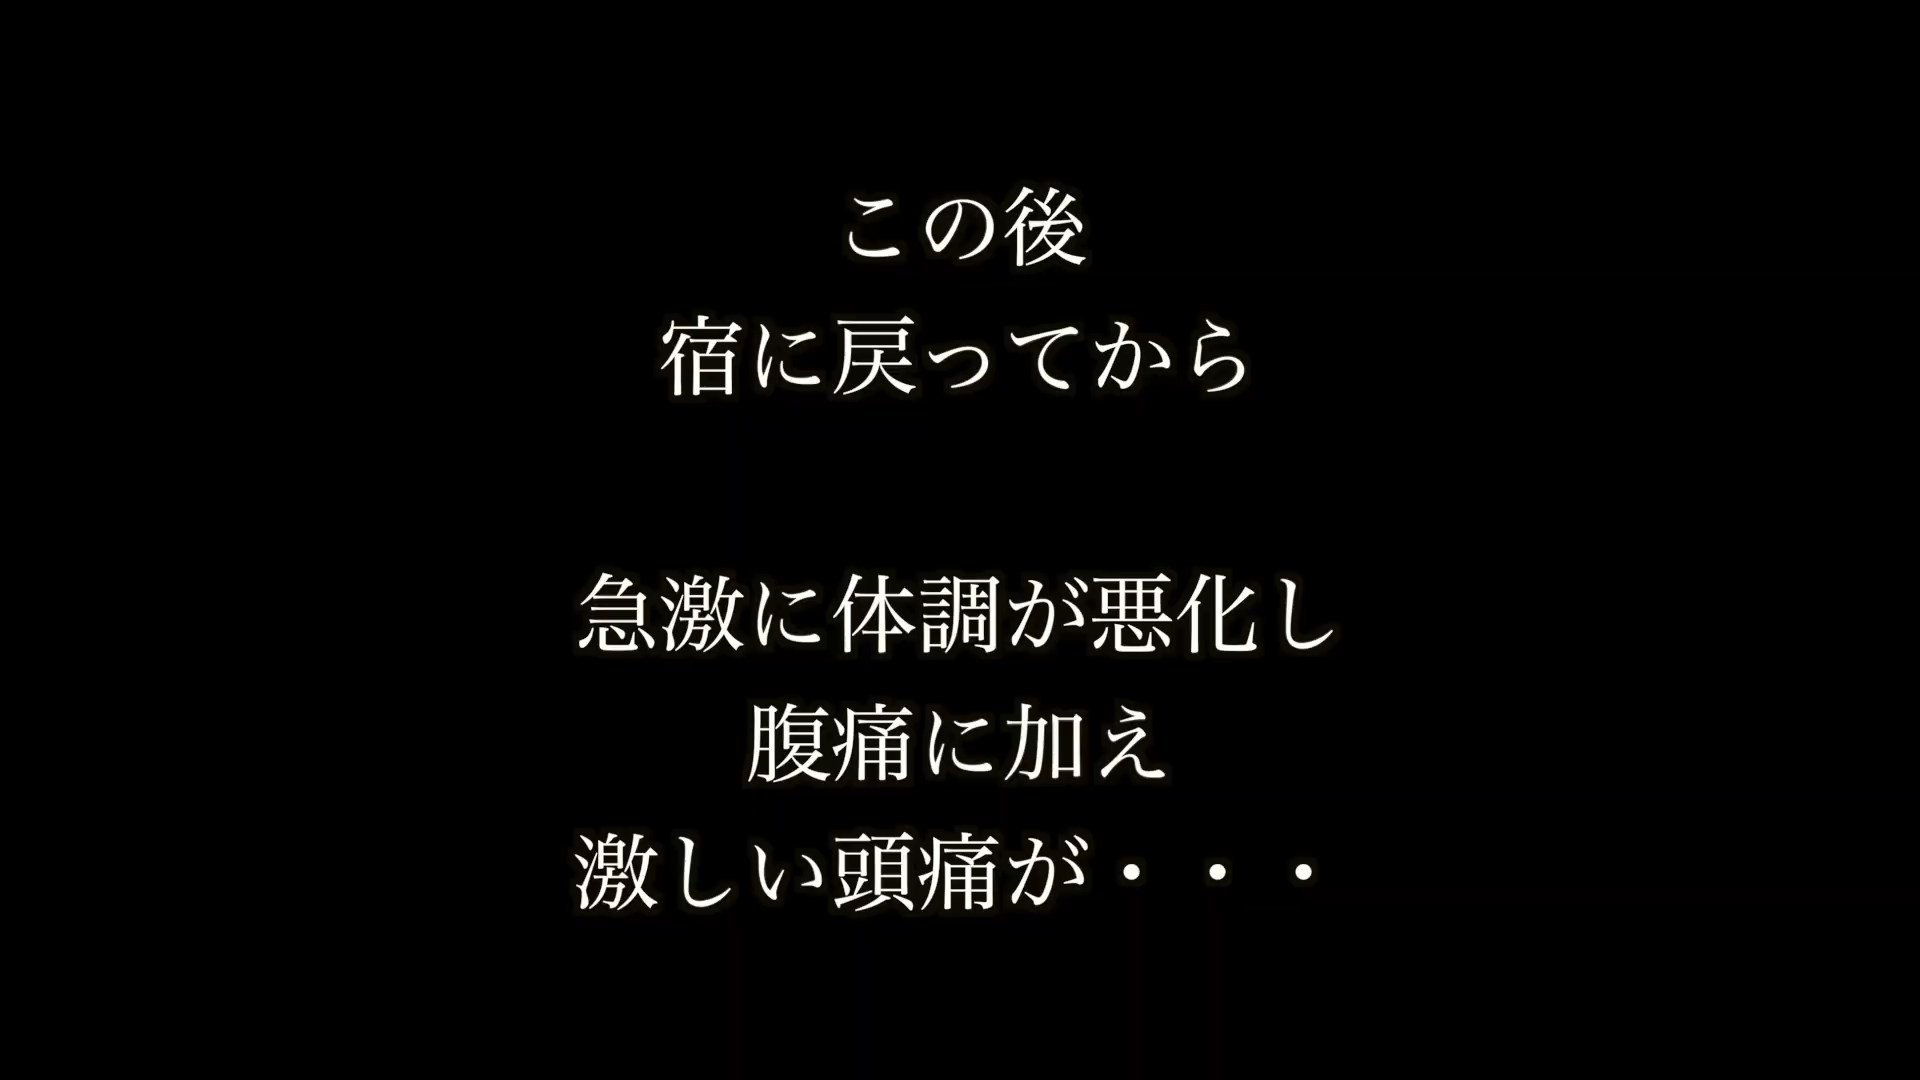 この後
宿に戻ってから
急激に体調が悪化し
腹痛に加え
激しい頭痛が・・・